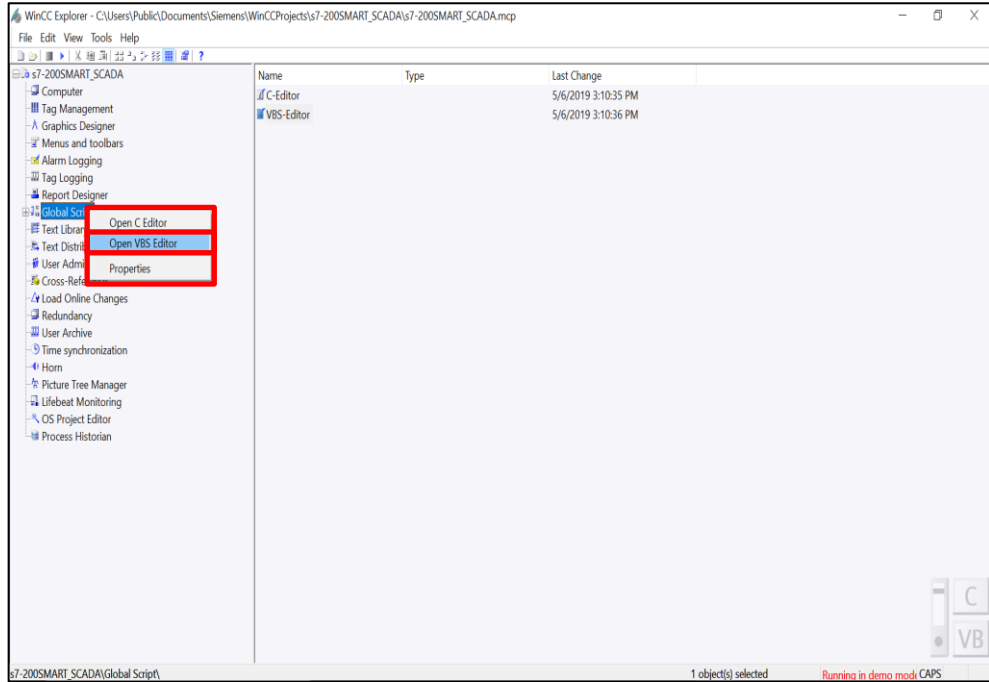 WinCC Explorer - C:\Users\Public\Documents\Siemens\WinCCProjects\s7-200SMART_SCADA\s7-200SMART_SCADA.mcp
File Edit View Tools Help
s7-200SMART_SCADA
Name Type Last Change
Computer
C-Editor 5/6/2019 3:10:35 PM
Tag Management
VBS-Editor 5/6/2019 3:10:36 PM
Graphics Designer
Menus and toolbars
Alarm Logging
Tag Logging
Report Designer
Global Scri
Open C Editor
Text Librar
Open VBS Editor
Text Distrib
User Admi
Properties
Cross-Refe
Load Online Changes
Redundancy
User Archive
Time synchronization
Horn
Picture Tree Manager
Lifebeat Monitoring
OS Project Editor
Process Historian
C
VB
s7-200SMART_SCADA\Global Script\ 1 object(s) selected Running in demo mod CAPS